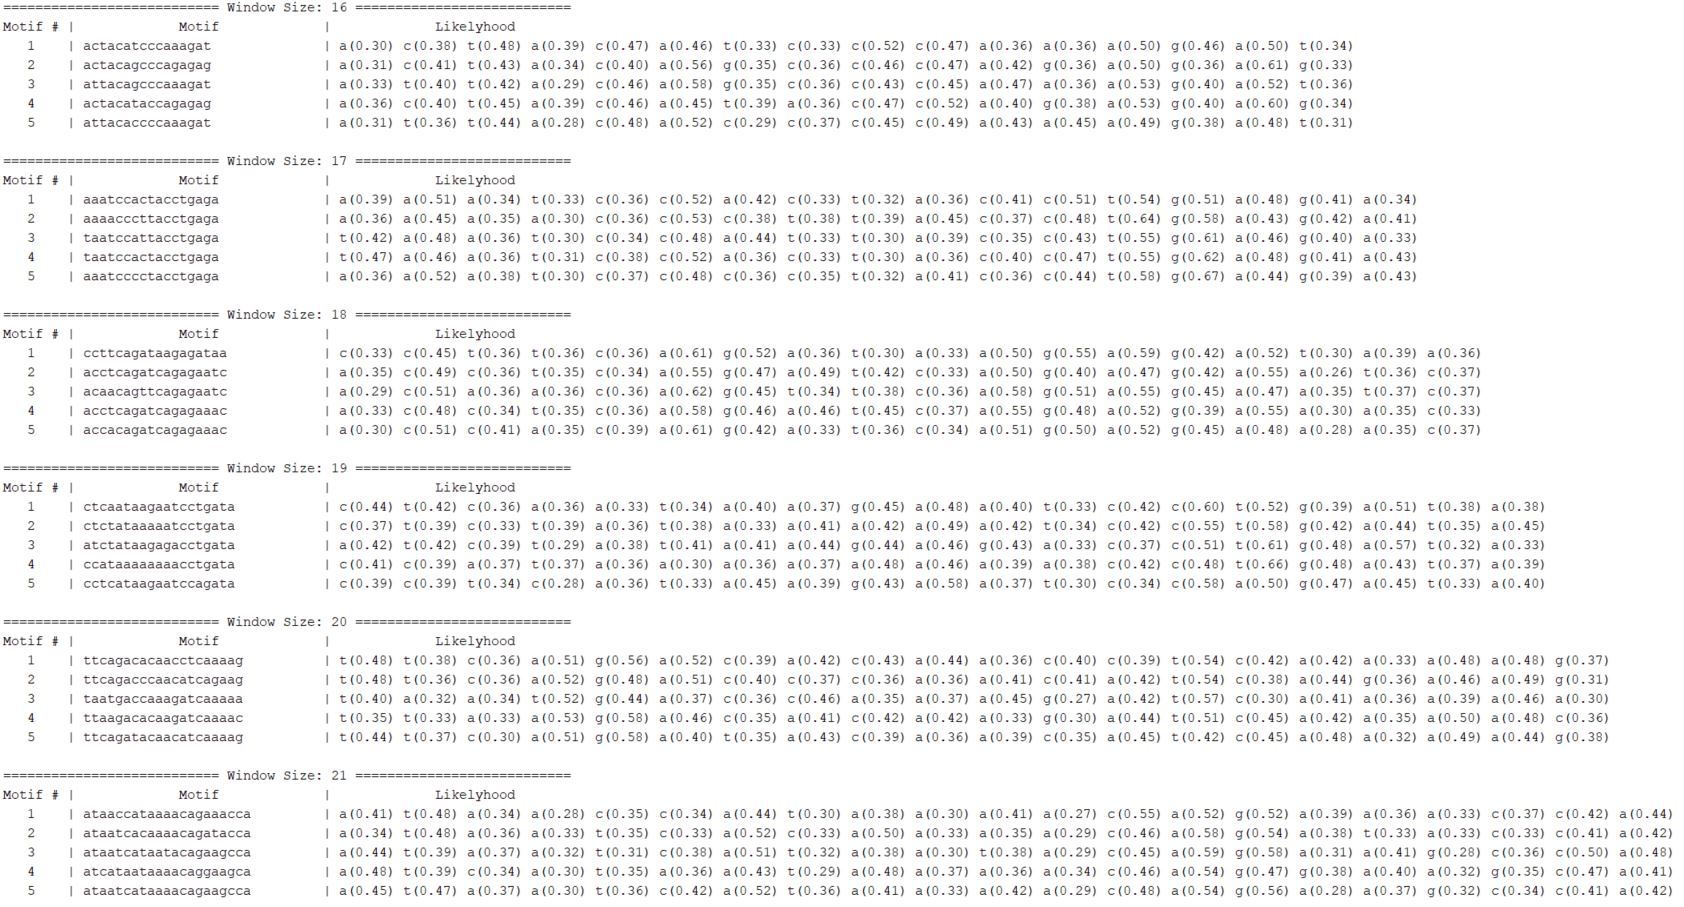 =========================== Window Size: 16 ===========================
Motif # | Motif | Likelyhood
1 | actacatcccaaagat | a(0.30) c(0.38) t(0.48) a(0.39) c(0.47) a(0.46) t(0.33) c(0.33) c(0.52) c(0.47) a(0.36) a(0.36) a(0.50) g(0.46) a(0.50) t(0.34)
2 | actacagcccagagag | a(0.31) c(0.41) t(0.43) a(0.34) c(0.40) a(0.56) g(0.35) c(0.36) c(0.46) c(0.47) a(0.42) g(0.36) a(0.50) g(0.36) a(0.61) g(0.33)
3 | attacagcccaaagat | a(0.33) t(0.40) t(0.42) a(0.29) c(0.46) a(0.58) g(0.35) c(0.36) c(0.43) c(0.45) a(0.47) a(0.36) a(0.53) g(0.40) a(0.52) t(0.36)
4 | actacataccagagag | a(0.36) c(0.40) t(0.45) a(0.39) c(0.46) a(0.45) t(0.39) a(0.36) c(0.47) c(0.52) a(0.40) g(0.38) a(0.53) g(0.40) a(0.60) g(0.34)
5 | attacaccccaaagat | a(0.31) t(0.36) t(0.44) a(0.28) c(0.48) a(0.52) c(0.29) c(0.37) c(0.45) c(0.49) a(0.43) a(0.45) a(0.49) g(0.38) a(0.48) t(0.31)
=========================== Window Size: 17 ===========================
Motif # | Motif | Likelyhood
1 | aaatccactacctgaga | a(0.39) a(0.51) a(0.34) t(0.33) c(0.36) c(0.52) a(0.42) c(0.33) t(0.32) a(0.36) c(0.41) c(0.51) t(0.54) g(0.51) a(0.48) g(0.41) a(0.34)
2 | aaaacccttacctgaga | a(0.36) a(0.45) a(0.35) a(0.30) c(0.36) c(0.53) c(0.38) t(0.38) t(0.39) a(0.45) c(0.37) c(0.48) t(0.64) g(0.58) a(0.43) g(0.42) a(0.41)
3 | taatccattacctgaga | t(0.42) a(0.48) a(0.36) t(0.30) c(0.34) c(0.48) a(0.44) t(0.33) t(0.30) a(0.39) c(0.35) c(0.43) t(0.55) g(0.61) a(0.46) g(0.40) a(0.33)
4 | taatccactacctgaga | t(0.47) a(0.46) a(0.36) t(0.31) c(0.38) c(0.52) a(0.36) c(0.33) t(0.30) a(0.36) c(0.40) c(0.47) t(0.55) g(0.62) a(0.48) g(0.41) a(0.43)
5 | aaatcccctacctgaga | a(0.36) a(0.52) a(0.38) t(0.30) c(0.37) c(0.48) c(0.36) c(0.35) t(0.32) a(0.41) c(0.36) c(0.44) t(0.58) g(0.67) a(0.44) g(0.39) a(0.43)
=========================== Window Size: 18 ===========================
Motif # | Motif | Likelyhood
1 | ccttcagataagagataa | c(0.33) c(0.45) t(0.36) t(0.36) c(0.36) a(0.61) g(0.52) a(0.36) t(0.30) a(0.33) a(0.50) g(0.55) a(0.59) g(0.42) a(0.52) t(0.30) a(0.39) a(0.36)
2 | acctcagatcagagaatc | a(0.35) c(0.49) c(0.36) t(0.35) c(0.34) a(0.55) g(0.47) a(0.49) t(0.42) c(0.33) a(0.50) g(0.40) a(0.47) g(0.42) a(0.55) a(0.26) t(0.36) c(0.37)
3 | acaacagttcagagaatc | a(0.29) c(0.51) a(0.36) a(0.36) c(0.36) a(0.62) g(0.45) t(0.34) t(0.38) c(0.36) a(0.58) g(0.51) a(0.55) g(0.45) a(0.47) a(0.35) t(0.37) c(0.37)
4 | acctcagatcagagaaac | a(0.33) c(0.48) c(0.34) t(0.35) c(0.36) a(0.58) g(0.46) a(0.46) t(0.45) c(0.37) a(0.55) g(0.48) a(0.52) g(0.39) a(0.55) a(0.30) a(0.35) c(0.33)
5 | accacagatcagagaaac | a(0.30) c(0.51) c(0.41) a(0.35) c(0.39) a(0.61) g(0.42) a(0.33) t(0.36) c(0.34) a(0.51) g(0.50) a(0.52) g(0.45) a(0.48) a(0.28) a(0.35) c(0.37)
=========================== Window Size: 19 ===========================
Motif # | Motif | Likelyhood
1 | ctcaataagaatcctgata | c(0.44) t(0.42) c(0.36) a(0.36) a(0.33) t(0.34) a(0.40) a(0.37) g(0.45) a(0.48) a(0.40) t(0.33) c(0.42) c(0.60) t(0.52) g(0.39) a(0.51) t(0.38) a(0.38)
2 | ctctataaaaatcctgata | c(0.37) t(0.39) c(0.33) t(0.39) a(0.36) t(0.38) a(0.33) a(0.41) a(0.42) a(0.49) a(0.42) t(0.34) c(0.42) c(0.55) t(0.58) g(0.42) a(0.44) t(0.35) a(0.45)
3 | atctataagagacctgata | a(0.42) t(0.42) c(0.39) t(0.29) a(0.38) t(0.41) a(0.41) a(0.44) g(0.44) a(0.46) g(0.43) a(0.33) c(0.37) c(0.51) t(0.61) g(0.48) a(0.57) t(0.32) a(0.33)
4 | ccataaaaaaaacctgata | c(0.41) c(0.39) a(0.37) t(0.37) a(0.36) a(0.30) a(0.36) a(0.37) a(0.48) a(0.46) a(0.39) a(0.38) c(0.42) c(0.48) t(0.66) g(0.48) a(0.43) t(0.37) a(0.39)
5 | cctcataagaatccagata | c(0.39) c(0.39) t(0.34) c(0.28) a(0.36) t(0.33) a(0.45) a(0.39) g(0.43) a(0.58) a(0.37) t(0.30) c(0.34) c(0.58) a(0.50) g(0.47) a(0.45) t(0.33) a(0.40)
=========================== Window Size: 20 ===========================
Motif # | Motif | Likelyhood
1 | ttcagacacaacctcaaaag | t(0.48) t(0.38) c(0.36) a(0.51) g(0.56) a(0.52) c(0.39) a(0.42) c(0.43) a(0.44) a(0.36) c(0.40) c(0.39) t(0.54) c(0.42) a(0.42) a(0.33) a(0.48) a(0.48) g(0.37)
2 | ttcagacccaacatcagaag | t(0.48) t(0.36) c(0.36) a(0.52) g(0.48) a(0.51) c(0.40) c(0.37) c(0.36) a(0.36) a(0.41) c(0.41) a(0.42) t(0.54) c(0.38) a(0.44) g(0.36) a(0.46) a(0.49) g(0.31)
3 | taatgaccaaagatcaaaaa | t(0.40) a(0.32) a(0.34) t(0.52) g(0.44) a(0.37) c(0.36) c(0.46) a(0.35) a(0.37) a(0.45) g(0.27) a(0.42) t(0.57) c(0.30) a(0.41) a(0.36) a(0.39) a(0.46) a(0.30)
4 | ttaagacacaagatcaaaac | t(0.35) t(0.33) a(0.33) a(0.53) g(0.58) a(0.46) c(0.35) a(0.41) c(0.42) a(0.42) a(0.33) g(0.30) a(0.44) t(0.51) c(0.45) a(0.42) a(0.35) a(0.50) a(0.48) c(0.36)
5 | ttcagatacaacatcaaaag | t(0.44) t(0.37) c(0.30) a(0.51) g(0.58) a(0.40) t(0.35) a(0.43) c(0.39) a(0.36) a(0.39) c(0.35) a(0.45) t(0.42) c(0.45) a(0.48) a(0.32) a(0.49) a(0.44) g(0.38)
=========================== Window Size: 21 ===========================
Motif # | Motif | Likelyhood
1 | ataaccataaaacagaaacca | a(0.41) t(0.48) a(0.34) a(0.28) c(0.35) c(0.34) a(0.44) t(0.30) a(0.38) a(0.30) a(0.41) a(0.27) c(0.55) a(0.52) g(0.52) a(0.39) a(0.36) a(0.33) c(0.37) c(0.42) a(0.44)
2 | ataatcacaaaacagatacca | a(0.34) t(0.48) a(0.36) a(0.33) t(0.35) c(0.33) a(0.52) c(0.33) a(0.50) a(0.33) a(0.35) a(0.29) c(0.46) a(0.58) g(0.54) a(0.38) t(0.33) a(0.33) c(0.33) c(0.41) a(0.42)
3 | ataatcataatacagaagcca | a(0.44) t(0.39) a(0.37) a(0.32) t(0.31) c(0.38) a(0.51) t(0.32) a(0.38) a(0.30) t(0.38) a(0.29) c(0.45) a(0.59) g(0.58) a(0.31) a(0.41) g(0.28) c(0.36) c(0.50) a(0.48)
4 | atcataataaaacaggaagca | a(0.48) t(0.39) c(0.34) a(0.30) t(0.35) a(0.36) a(0.43) t(0.29) a(0.48) a(0.37) a(0.36) a(0.34) c(0.46) a(0.54) g(0.47) g(0.38) a(0.40) a(0.32) g(0.35) c(0.47) a(0.41)
5 | ataatcataaaacagaagcca | a(0.45) t(0.47) a(0.37) a(0.30) t(0.36) c(0.42) a(0.52) t(0.36) a(0.41) a(0.33) a(0.42) a(0.29) c(0.48) a(0.54) g(0.56) a(0.28) a(0.37) g(0.32) c(0.34) c(0.41) a(0.42)